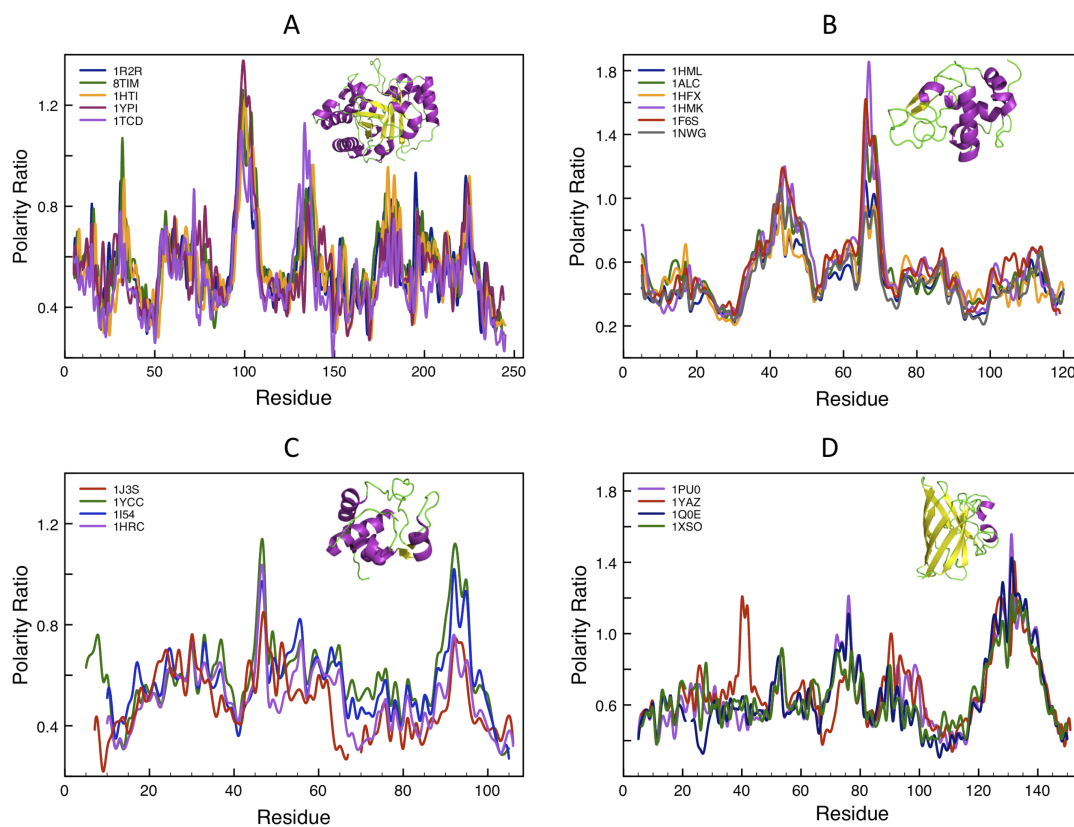 A
1R2R
8TIM
1HTI
1YPI
1TCD
1.2
0.8
0.4
Polarity Ratio
0
50
100
150
200
250
Residue
B
1HML
1ALC
1HFX
1HMK
1F6S
1NWG
1.8
1.4
1.0
0.6
0.2
Polarity Ratio
0
20
40
60
80
100
120
Residue
C
1J3S
1YCC
1I54
1HRC
1.2
0.8
0.4
Polarity Ratio
0
20
40
60
80
100
Residue
D
1PU0
1YAZ
1Q0E
1XSO
1.8
1.4
1.0
0.6
Polarity Ratio
0
20
40
60
80
100
120
140
Residue